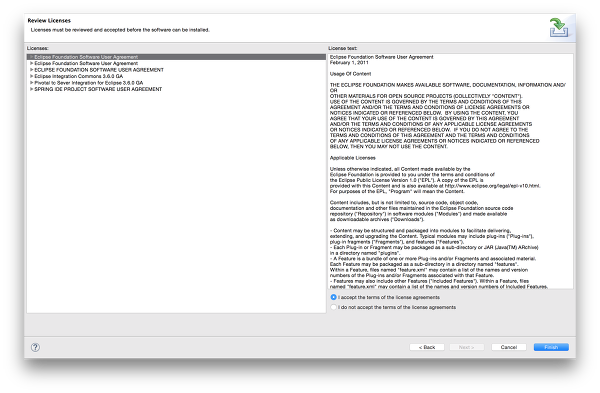 Review Licenses
Licenses must be reviewed and accepted before the software can be installed.
Licenses:
Eclipse Foundation Software User Agreement
Eclipse Foundation Software User Agreement
ECLIPSE FOUNDATION SOFTWARE USER AGREEMENT
Eclipse Integration Commons 3.6.0 GA
Pivotal tc Server Integration for Eclipse 3.6.0 GA
SPRING IDE PROJECT SOFTWARE USER AGREEMENT
License text:
Eclipse Foundation Software User Agreement
February 1, 2011
Usage Of Content
THE ECLIPSE FOUNDATION MAKES AVAILABLE SOFTWARE, DOCUMENTATION, INFORMATION AND/
OR
OTHER MATERIALS FOR OPEN SOURCE PROJECTS (COLLECTIVELY "CONTENT").
USE OF THE CONTENT IS GOVERNED BY THE TERMS AND CONDITIONS OF THIS
AGREEMENT AND/OR THE TERMS AND CONDITIONS OF LICENSE AGREEMENTS OR
NOTICES INDICATED OR REFERENCED BELOW.  BY USING THE CONTENT, YOU
AGREE THAT YOUR USE OF THE CONTENT IS GOVERNED BY THIS AGREEMENT
AND/OR THE TERMS AND CONDITIONS OF ANY APPLICABLE LICENSE AGREEMENTS
OR NOTICES INDICATED OR REFERENCED BELOW.  IF YOU DO NOT AGREE TO THE
TERMS AND CONDITIONS OF THIS AGREEMENT AND THE TERMS AND CONDITIONS
OF ANY APPLICABLE LICENSE AGREEMENTS OR NOTICES INDICATED OR REFERENCED
BELOW, THEN YOU MAY NOT USE THE CONTENT.
Applicable Licenses
Unless otherwise indicated, all Content made available by the
Eclipse Foundation is provided to you under the terms and conditions of
the Eclipse Public License Version 1.0 ("EPL"). A copy of the EPL is
provided with this Content and is also available at http://www.eclipse.org/legal/epl-v10.html.
For purposes of the EPL, "Program" will mean the Content.
Content includes, but is not limited to, source code, object code,
documentation and other files maintained in the Eclipse Foundation source code
repository ("Repository") in software modules ("Modules") and made available
as downloadable archives ("Downloads").
- Content may be structured and packaged into modules to facilitate delivering,
extending, and upgrading the Content. Typical modules may include plug-ins ("Plug-ins"),
plug-in fragments ("Fragments"), and features ("Features").
- Each Plug-in or Fragment may be packaged as a sub-directory or JAR (Java(TM) ARchive)
in a directory named "plugins".
- A Feature is a bundle of one or more Plug-ins and/or Fragments and associated material.
Each Feature may be packaged as a sub-directory in a directory named "features".
Within a Feature, files named "feature.xml" may contain a list of the names and version
numbers of the Plug-ins and/or Fragments associated with that Feature.
- Features may also include other Features ("Included Features"). Within a Feature, files
named "feature.xml" may contain a list of the names and version numbers of Included Features.
I accept the terms of the license agreements
I do not accept the terms of the license agreements
?
< Back
Next >
Cancel
Finish